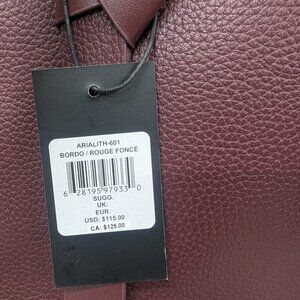 ARIALITH-601
BORDO / ROUGE FONCE
6 28195 97933 0
SUGG.
UK:
EUR:
USD: $115.00
CA: $125.00